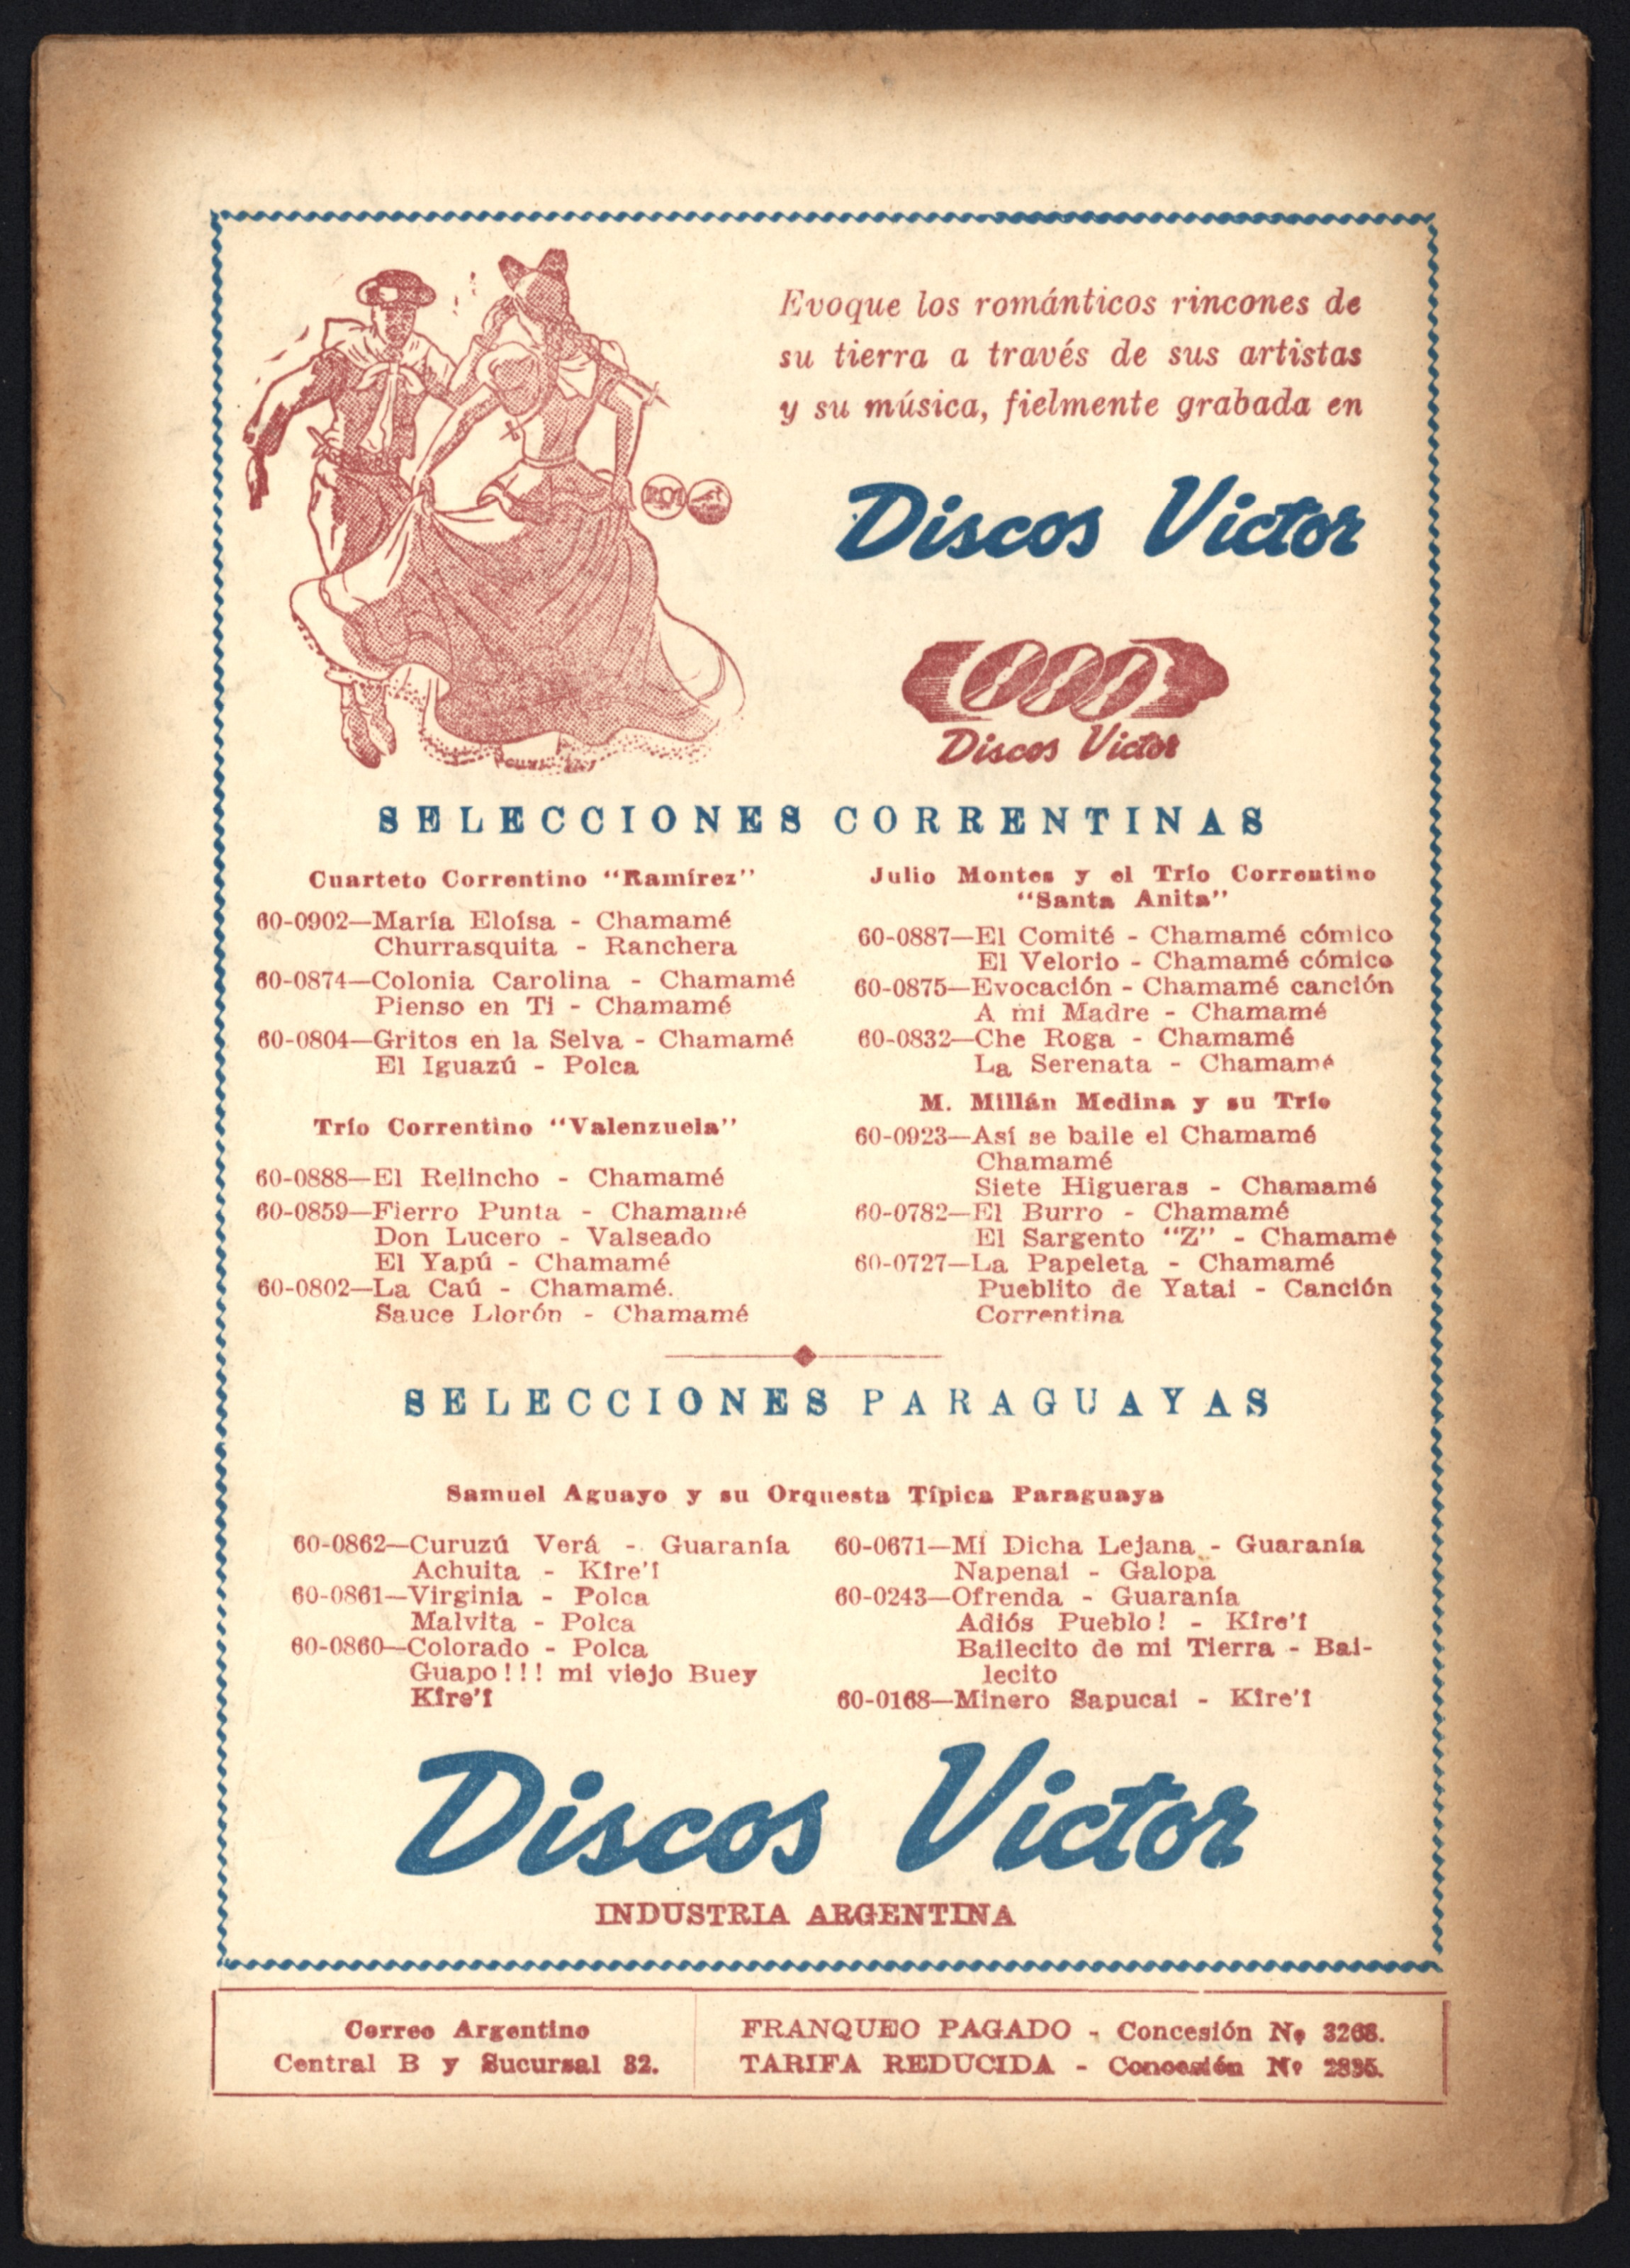 Evoque los románticos rincones de
su tierra a través de sus artistas
y su música, fielmente grabada en
Discos Victor
RCA
Discos Victor
SELECCIONES CORRENTINAS
Cuarteto Correntino "Ramírez"
60-0902—María Eloísa - Chamamé
Churrasquita - Ranchera
60-0874—Colonia Carolina - Chamamé
Pienso en Ti - Chamamé
60-0804—Gritos en la Selva - Chamamé
El Iguazú - Polca
Trío Correntino "Valenzuela"
60-0888—El Relincho - Chamamé
60-0859—Fierro Punta - Chamamé
Don Lucero - Valseado
El Yapú - Chamamé
60-0802—La Caú - Chamamé.
Sauce Llorón - Chamamé
Julio Montes y el Trío Correntino
"Santa Anita"
60-0887—El Comité - Chamamé cómico
El Velorio - Chamamé cómico
60-0875—Evocación - Chamamé canción
A mi Madre - Chamamé
60-0832—Che Roga - Chamamé
La Serenata - Chamamé
M. Millán Medina y su Trío
60-0923—Así se baile el Chamamé
Chamamé
Siete Higueras - Chamamé
60-0782—El Burro - Chamamé
El Sargento "Z" - Chamamé
60-0727—La Papeleta - Chamamé
Pueblito de Yatai - Canción
Correntina
SELECCIONES PARAGUAYAS
Samuel Aguayo y su Orquesta Típica Paraguaya
60-0862—Curuzú Verá - Guaranía
Achuita - Kîre'î
60-0861—Virginia - Polca
Malvita - Polca
60-0860—Colorado - Polca
Guapo!!! mi viejo Buey
Kîre'î
60-0671—Mi Dicha Lejana - Guaranía
Napenai - Galopa
60-0243—Ofrenda - Guaranía
Adiós Pueblo! - Kîre'î
Bailecito de mi Tierra - Bai-
lecito
60-0168—Minero Sapucai - Kîre'î
Discos Victor
INDUSTRIA ARGENTINA
Correo Argentino
Central B y Sucursal 82.
FRANQUEO PAGADO - Concesión Nº 3268.
TARIFA REDUCIDA - Concesión Nº